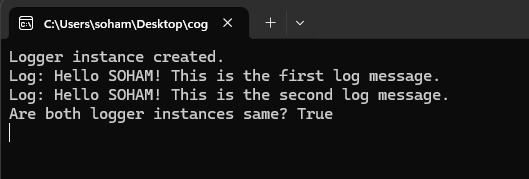 C:\Users\soham\Desktop\cog
Logger instance created.
Log: Hello SOHAM! This is the first log message.
Log: Hello SOHAM! This is the second log message.
Are both logger instances same? True